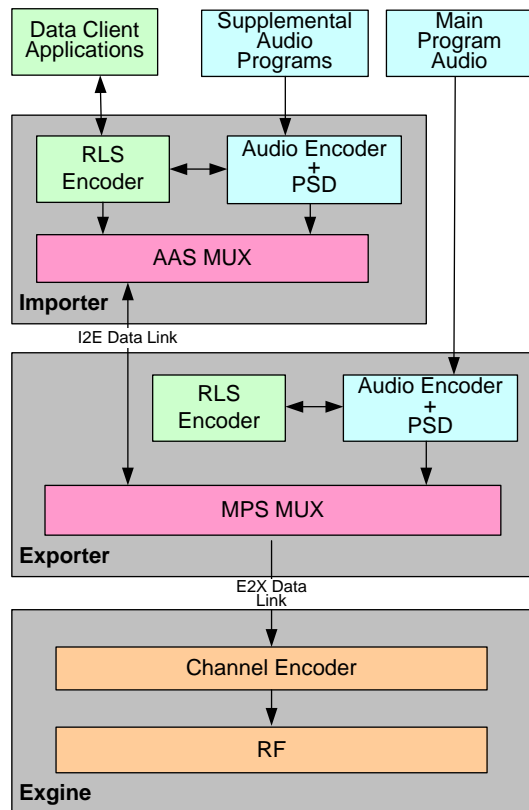 Data Client
Applications
Supplemental
Audio
Programs
Main
Program
Audio
RLS
Encoder
Audio Encoder
+
PSD
AAS MUX
Importer
I2E Data Link
RLS
Encoder
Audio Encoder
+
PSD
MPS MUX
Exporter
E2X Data
Link
Channel Encoder
RF
Exgine